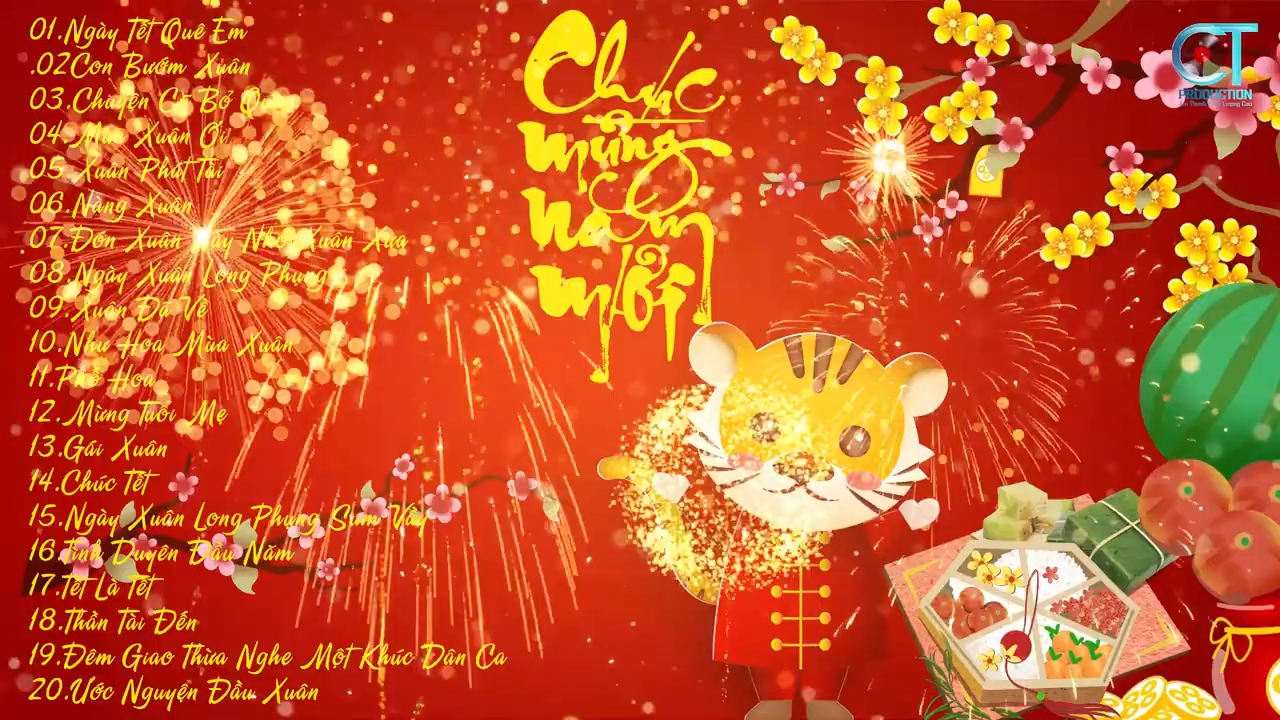 01.Ngày Tết Quê Em
.02Con Bướm Xuân
03.Chuyện Cũ Bỏ Qua
04.Mùa Xuân Ơi
05.Xuân Phát Tài
06.Nàng Xuân
07.Đón Xuân Này Nhớ Xuân Xưa
08.Ngày Xuân Long Phụng
09.Xuân Đã Về
10.Như Hoa Mùa Xuân
11.Phố Hoa
12.Mừng Tuổi Mẹ
13.Gái Xuân
14.Chúc Tết
15.Ngày Xuân Long Phụng Sum Vầy
16.Tình Duyên Đầu Năm
17.Tết Là Tết
18.Thần Tài Đến
19.Đêm Giao Thừa Nghe Một Khúc Dân Ca
20.Ước Nguyện Đầu Xuân
Chúc
mừng
năm
mới
CT
PRODUCTION